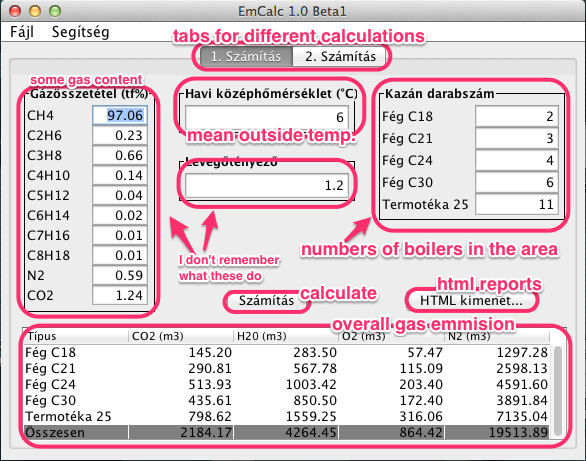 EmCalc 1.0 Beta1
Fájl Segítség
tabs for different calculations
1. Számítás 2. Számítás
some gas content
Gázösszetétel (tf%)
CH4 97.06
C2H6 0.23
C3H8 0.66
C4H10 0.14
C5H12 0.04
C6H14 0.02
C7H16 0.01
C8H18 0.01
N2 0.59
CO2 1.24
Havi középhőmérséklet (°C)
6
mean outside temp.
Levegőtényező
1.2
I don't remember
what these do
Kazán darabszám
Fég C18 2
Fég C21 3
Fég C24 4
Fég C30 6
Termotéka 25 11
numbers of boilers in the area
Számítás
calculate
html reports
HTML kimenet...
overall gas emmision
Típus CO2 (m3) H20 (m3) O2 (m3) N2 (m3)
Fég C18 145.20 283.50 57.47 1297.28
Fég C21 290.81 567.78 115.09 2598.13
Fég C24 513.93 1003.42 203.40 4591.60
Fég C30 435.61 850.50 172.40 3891.84
Termotéka 25 798.62 1559.25 316.06 7135.04
Összesen 2184.17 4264.45 864.42 19513.89